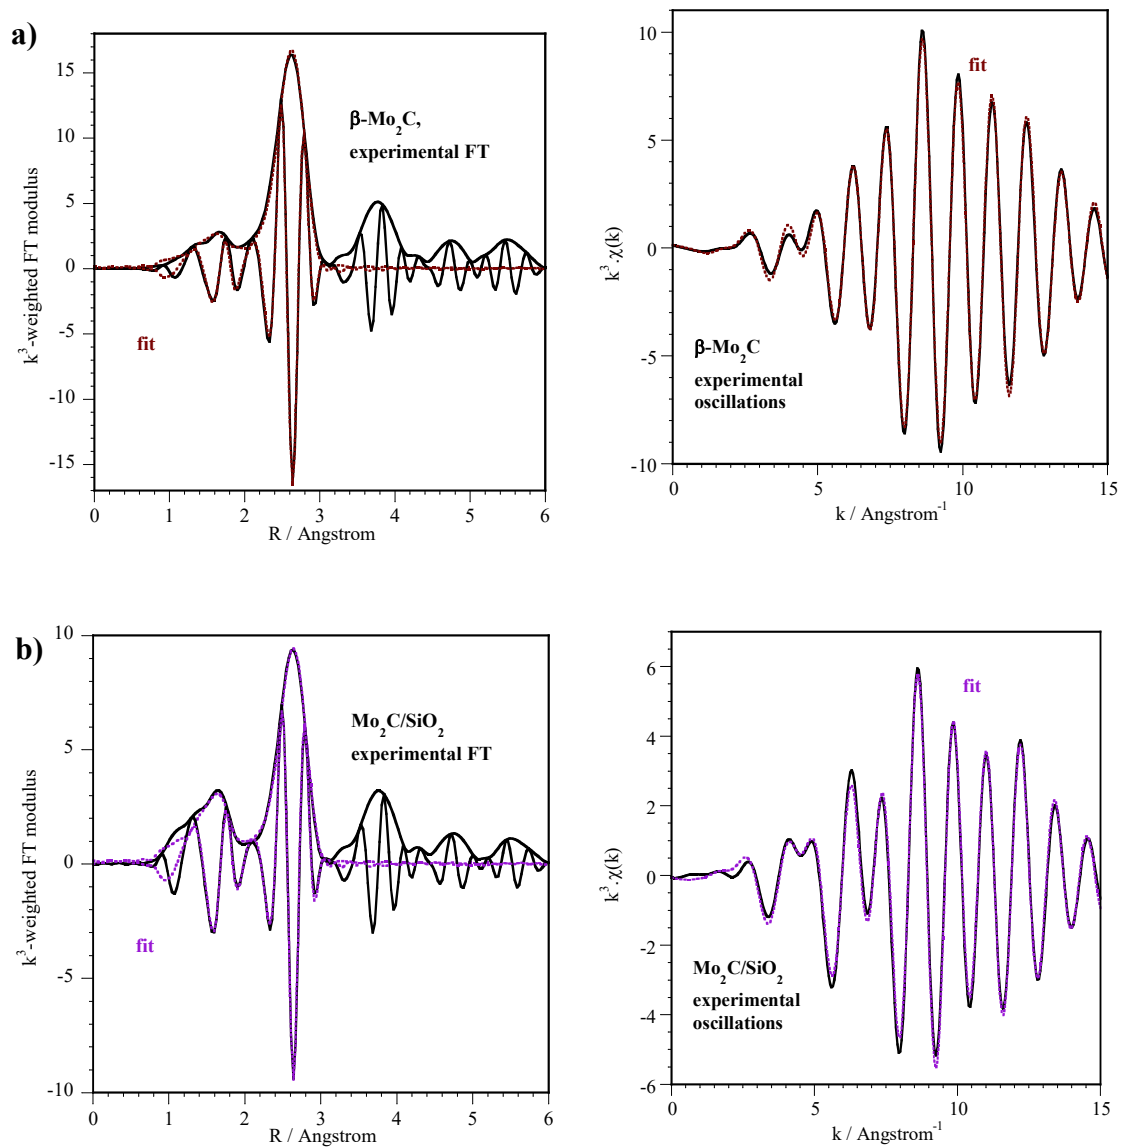 a)
15
10
5
0
-5
-10
-15
k³-weighted FT modulus
β-Mo₂C,
experimental FT
fit
0 1 2 3 4 5 6
R / Angstrom
10
5
0
-5
-10
k³.χ(k)
fit
β-Mo₂C
experimental
oscillations
0 5 10 15
k / Angstrom⁻¹
b)
10
5
0
-5
-10
k³-weighted FT modulus
Mo₂C/SiO₂
experimental FT
fit
0 1 2 3 4 5 6
R / Angstrom
6
4
2
0
-2
-4
-6
k³.χ(k)
fit
Mo₂C/SiO₂
experimental
oscillations
0 5 10 15
k / Angstrom⁻¹